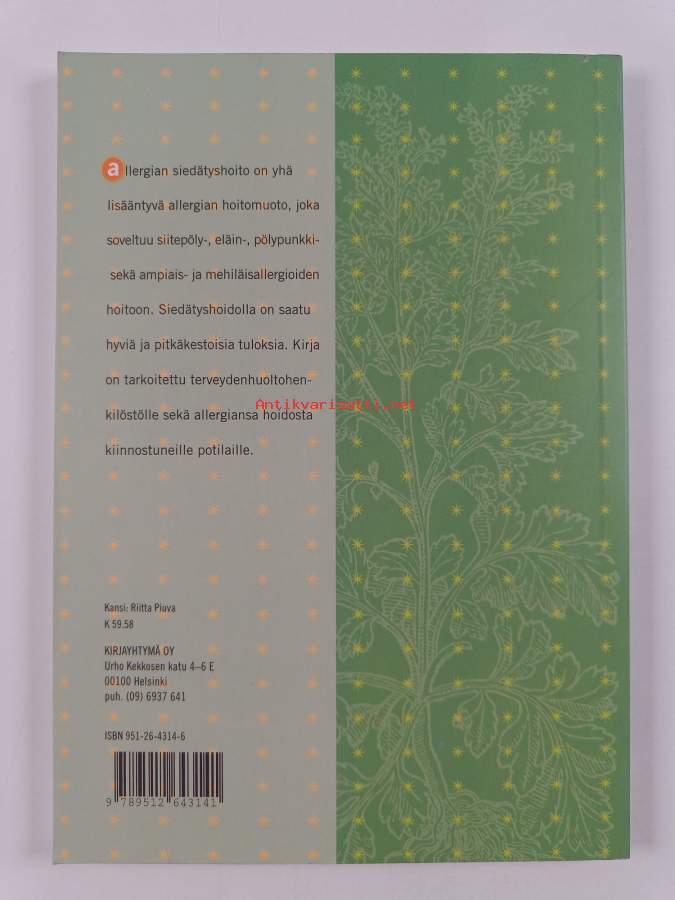 allergian siedätyshoito on yhä
lisääntyvä allergian hoitomuoto, joka
soveltuu siitepöly-, eläin-, pölypunkki-
sekä ampiais- ja mehiläisallergioiden
hoitoon. Siedätyshoidolla on saatu
hyviä ja pitkäkestoisia tuloksia. Kirja
on tarkoitettu terveydenhuoltohen-
kilöstölle sekä allergiansa hoidosta
kiinnostuneille potilaille.
Antikvariaatti.net
Kansi: Riitta Piuva
K 59.58
KIRJAYHTYMÄ OY
Urho Kekkosen katu 4–6 E
00100 Helsinki
puh. (09) 6937 641
ISBN 951-26-4314-6
9 789512 643141